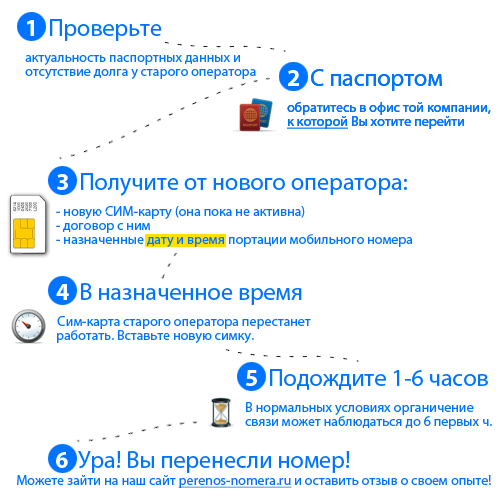 1 Проверьте
актуальность паспортных данных и
отсутствие долга у старого оператора
2 С паспортом
обратитесь в офис той компании,
к которой Вы хотите перейти
3 Получите от нового оператора:
- новую СИМ-карту (она пока не активна)
- договор с ним
- назначенные дату и время портации мобильного номера
4 В назначенное время
Сим-карта старого оператора перестанет
работать. Вставьте новую симку.
5 Подождите 1-6 часов
В нормальных условиях органичение
связи может наблюдаться до 6 первых ч.
6 Ура! Вы перенесли номер!
Можете зайти на наш сайт perenos-nomera.ru и оставить отзыв о своем опыте!